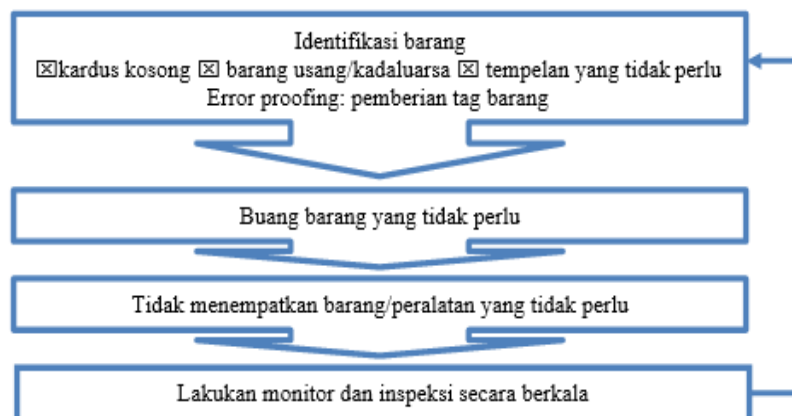 Identifikasi barang
☒kardus kosong ☒ barang usang/kadaluarsa ☒ tempelan yang tidak perlu
Error proofing: pemberian tag barang
Buang barang yang tidak perlu
Tidak menempatkan barang/peralatan yang tidak perlu
Lakukan monitor dan inspeksi secara berkala